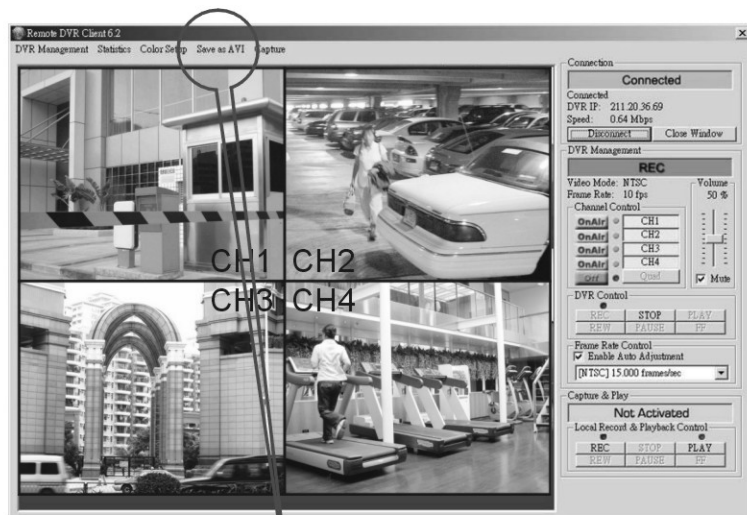 Remote DVR Client 6.2
DVR Management Statistics Color Setup Save as AVI Capture
CH1 CH2
CH3 CH4
Connection
Connected
Connected
DVR IP: 211.20.36.69
Speed: 0.64 Mbps
Disconnect Close Window
DVR Management
REC
Video Mode: NTSC
Frame Rate: 10 fps
Volume
50 %
Channel Control
OnAir CH1
OnAir CH2
OnAir CH3
OnAir CH4
Off Quad
Mute
DVR Control
REC STOP PLAY
REW PAUSE FF
Frame Rate Control
Enable Auto Adjustment
[NTSC] 15.000 frames/sec
Capture & Play
Not Activated
Local Record & Playback Control
REC STOP PLAY
REW PAUSE FF